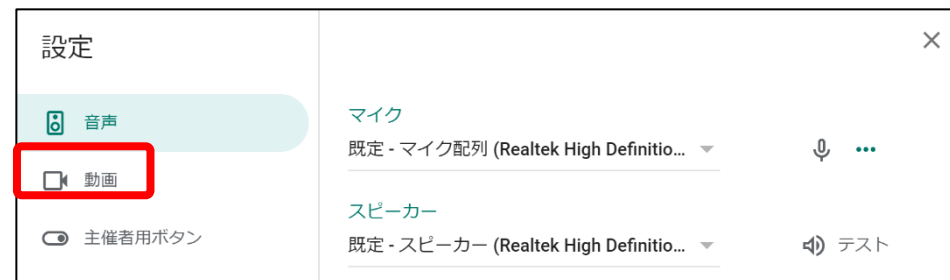 設定
音声
動画
主催者用ボタン
マイク
既定 - マイク配列 (Realtek High Definitio...
スピーカー
既定 - スピーカー (Realtek High Definitio...
テスト